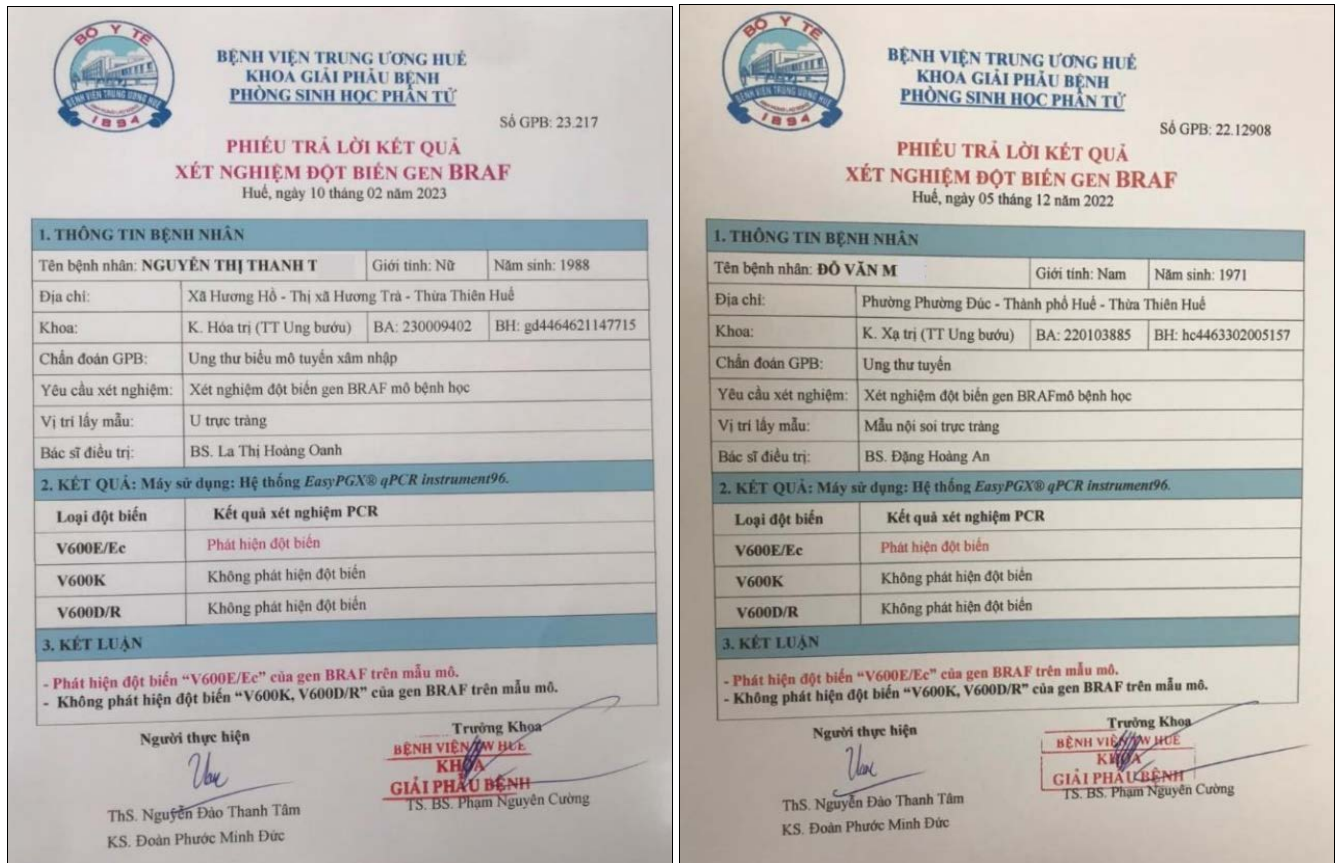 BỘ Y TẾ
BỆNH VIỆN TRUNG ƯƠNG HUẾ
1894
BỆNH VIỆN TRUNG ƯƠNG HUẾ
KHOA GIẢI PHẪU BỆNH
PHÒNG SINH HỌC PHÂN TỬ
Số GPB: 23.217
PHIẾU TRẢ LỜI KẾT QUẢ
XÉT NGHIỆM ĐỘT BIẾN GEN BRAF
Huế, ngày 10 tháng 02 năm 2023
1. THÔNG TIN BỆNH NHÂN
Tên bệnh nhân: NGUYỄN THỊ THANH T Giới tính: Nữ Năm sinh: 1988
Địa chỉ: Xã Hương Hồ - Thị xã Hương Trà - Thừa Thiên Huế
Khoa: K. Hóa trị (TT Ung bướu) BA: 230009402 BH: gd4464621147715
Chẩn đoán GPB: Ung thư biểu mô tuyến xâm nhập
Yêu cầu xét nghiệm: Xét nghiệm đột biến gen BRAF mô bệnh học
Vị trí lấy mẫu: U trực tràng
Bác sĩ điều trị: BS. La Thị Hoàng Oanh
2. KẾT QUẢ: Máy sử dụng: Hệ thống EasyPGX® qPCR instrument96.
Loại đột biến Kết quả xét nghiệm PCR
V600E/Ec Phát hiện đột biến
V600K Không phát hiện đột biến
V600D/R Không phát hiện đột biến
3. KẾT LUẬN
- Phát hiện đột biến “V600E/Ec” của gen BRAF trên mẫu mô.
- Không phát hiện đột biến “V600K, V600D/R” của gen BRAF trên mẫu mô.
Người thực hiện Trưởng Khoa
BỆNH VIỆN TW HUẾ
KHOA
GIẢI PHẪU BỆNH
ThS. Nguyễn Đào Thanh Tâm TS. BS. Phạm Nguyên Cường
KS. Đoàn Phước Minh Đức
BỘ Y TẾ
BỆNH VIỆN TRUNG ƯƠNG HUẾ
1894
BỆNH VIỆN TRUNG ƯƠNG HUẾ
KHOA GIẢI PHẪU BỆNH
PHÒNG SINH HỌC PHÂN TỬ
Số GPB: 22.12908
PHIẾU TRẢ LỜI KẾT QUẢ
XÉT NGHIỆM ĐỘT BIẾN GEN BRAF
Huế, ngày 05 tháng 12 năm 2022
1. THÔNG TIN BỆNH NHÂN
Tên bệnh nhân: ĐỖ VĂN M Giới tính: Nam Năm sinh: 1971
Địa chỉ: Phường Phường Đúc - Thành phố Huế - Thừa Thiên Huế
Khoa: K. Xạ trị (TT Ung bướu) BA: 220103885 BH: hc4463302005157
Chẩn đoán GPB: Ung thư tuyến
Yêu cầu xét nghiệm: Xét nghiệm đột biến gen BRAFmô bệnh học
Vị trí lấy mẫu: Mẫu nội soi trực tràng
Bác sĩ điều trị: BS. Đặng Hoàng An
2. KẾT QUẢ: Máy sử dụng: Hệ thống EasyPGX® qPCR instrument96.
Loại đột biến Kết quả xét nghiệm PCR
V600E/Ec Phát hiện đột biến
V600K Không phát hiện đột biến
V600D/R Không phát hiện đột biến
3. KẾT LUẬN
- Phát hiện đột biến “V600E/Ec” của gen BRAF trên mẫu mô.
- Không phát hiện đột biến “V600K, V600D/R” của gen BRAF trên mẫu mô.
Người thực hiện Trưởng Khoa
BỆNH VIỆN TW HUẾ
KHOA
GIẢI PHẪU BỆNH
ThS. Nguyễn Đào Thanh Tâm TS. BS. Phạm Nguyên Cường
KS. Đoàn Phước Minh Đức